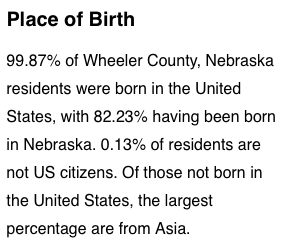 Place of Birth
99.87% of Wheeler County, Nebraska
residents were born in the United
States, with 82.23% having been born
in Nebraska. 0.13% of residents are
not US citizens. Of those not born in
the United States, the largest
percentage are from Asia.